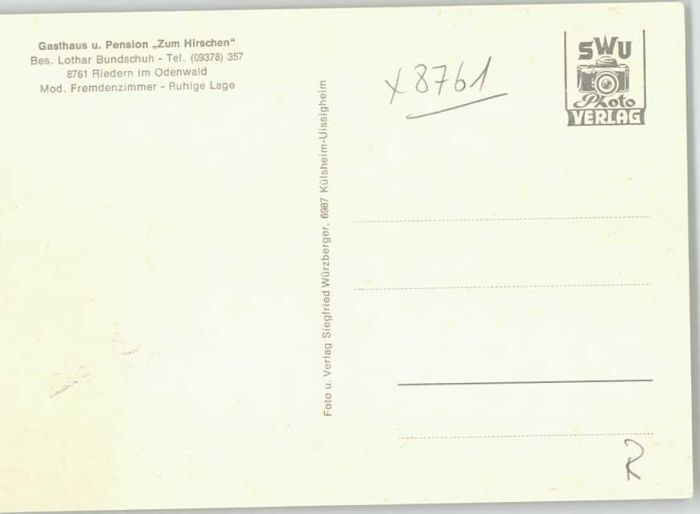 Gasthaus u. Pension „Zum Hirschen"
Bes. Lothar Bundschuh - Tel. (09378) 357
8761 Riedern im Odenwald
Mod. Fremdenzimmer - Ruhige Lage
x 8761
SWU
Photo
VERLAG
Foto u. Verlag Siegfried Würzberger, 6987 Külsheim-Uissigheim
R